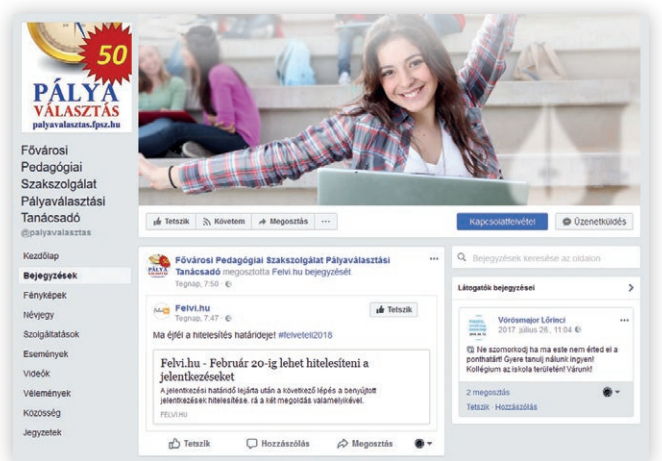 50
PÁLYA
VÁLASZTÁS
palyavalasztas.fpsz.hu
Fővárosi
Pedagógiai
Szakszolgálat
Pályaválasztási
Tanácsadó
@palyavalasztas
Kezdőlap
Bejegyzések
Fényképek
Névjegy
Szolgáltatások
Események
Videók
Vélemények
Közösség
Jegyzetek
Tetszik
Követem
Megosztás
Kapcsolatfelvétel
Üzenetküldés
Fővárosi Pedagógiai Szakszolgálat Pályaválasztási
Tanácsadó megosztotta Felvi.hu bejegyzését
Tegnap, 7:50
Felvi.hu
Tegnap, 7:47
Tetszik
Ma éjfél a hitelesítés határideje! #felveteli2018
Felvi.hu - Február 20-ig lehet hitelesíteni a
jelentkezéseket
A jelentkezési határidő lejárta után a következő lépés a benyújtott
jelentkezések hitelesítése. rá a két megoldás valamelyikével.
FELVI.HU
Tetszik
Hozzászólás
Megosztás
Bejegyzések keresése az oldalon
Látogatók bejegyzései
Vörösmajor Lőrinci
2017. július 26., 11:04
Ne szomorkodj ha ma este nem érted el a
ponthatárt! Gyere tanulj nálunk ingyen!
Kollégium az iskola területén! Várunk!
2 megosztás
Tetszik · Hozzászólás